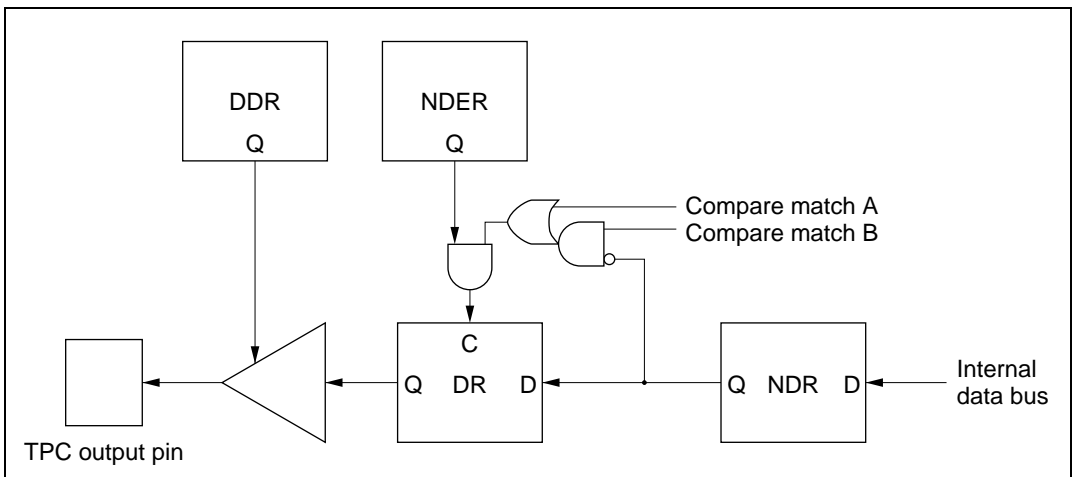 DDR
Q
NDER
Q
Compare match A
Compare match B
C
Q DR D
Q NDR D
Internal
data bus
TPC output pin